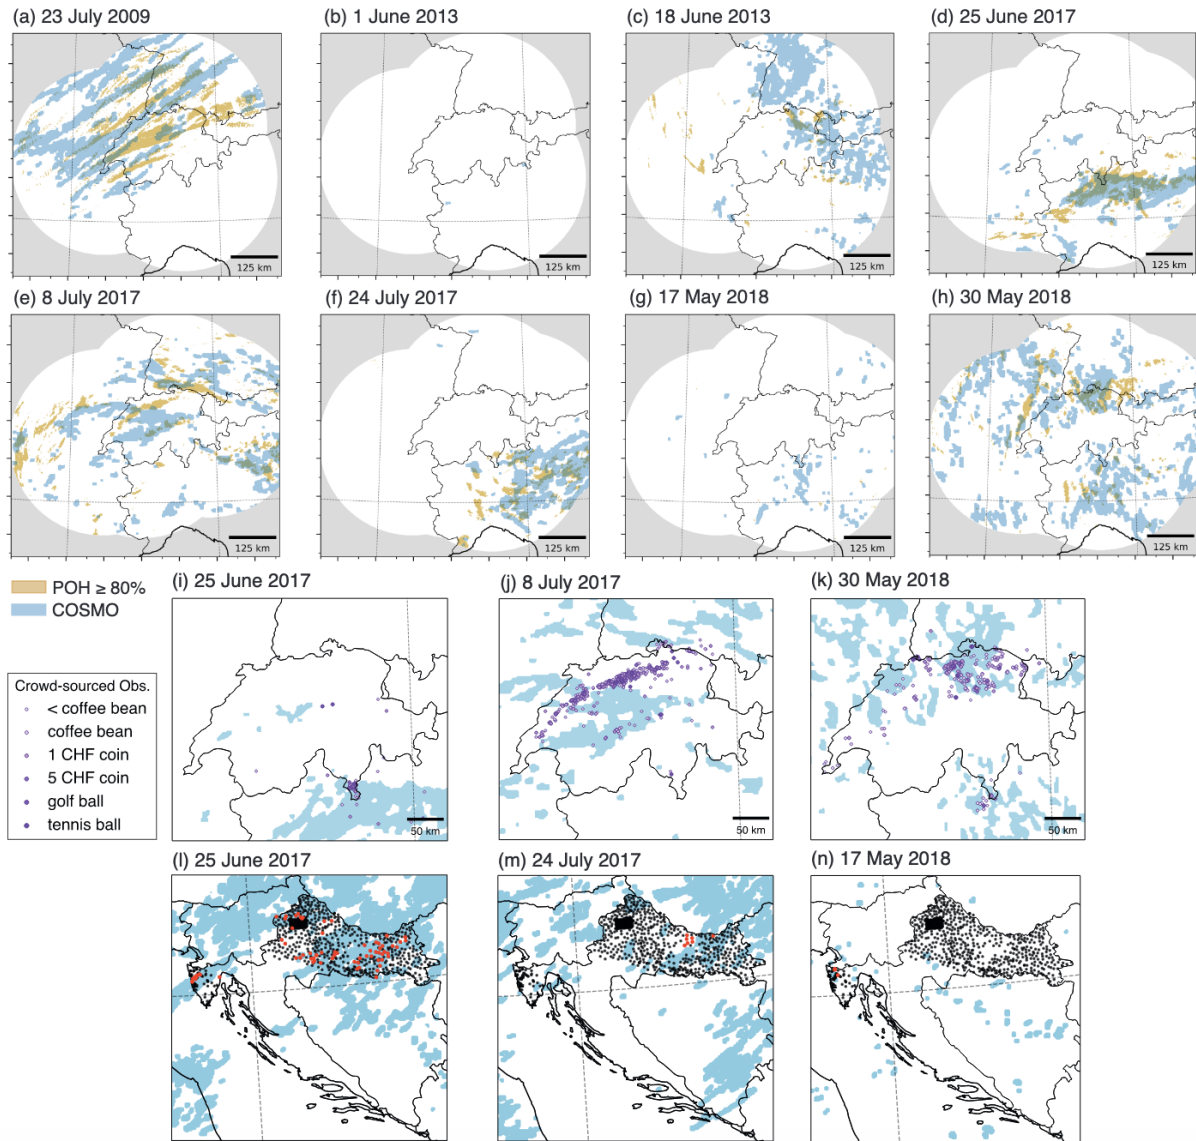 (a) 23 July 2009
(b) 1 June 2013
(c) 18 June 2013
(d) 25 June 2017
125 km
125 km
125 km
125 km
(e) 8 July 2017
(f) 24 July 2017
(g) 17 May 2018
(h) 30 May 2018
125 km
125 km
125 km
125 km
POH ≥ 80%
COSMO
(i) 25 June 2017
(j) 8 July 2017
(k) 30 May 2018
Crowd-sourced Obs.
< coffee bean
coffee bean
1 CHF coin
5 CHF coin
golf ball
tennis ball
50 km
50 km
50 km
(l) 25 June 2017
(m) 24 July 2017
(n) 17 May 2018